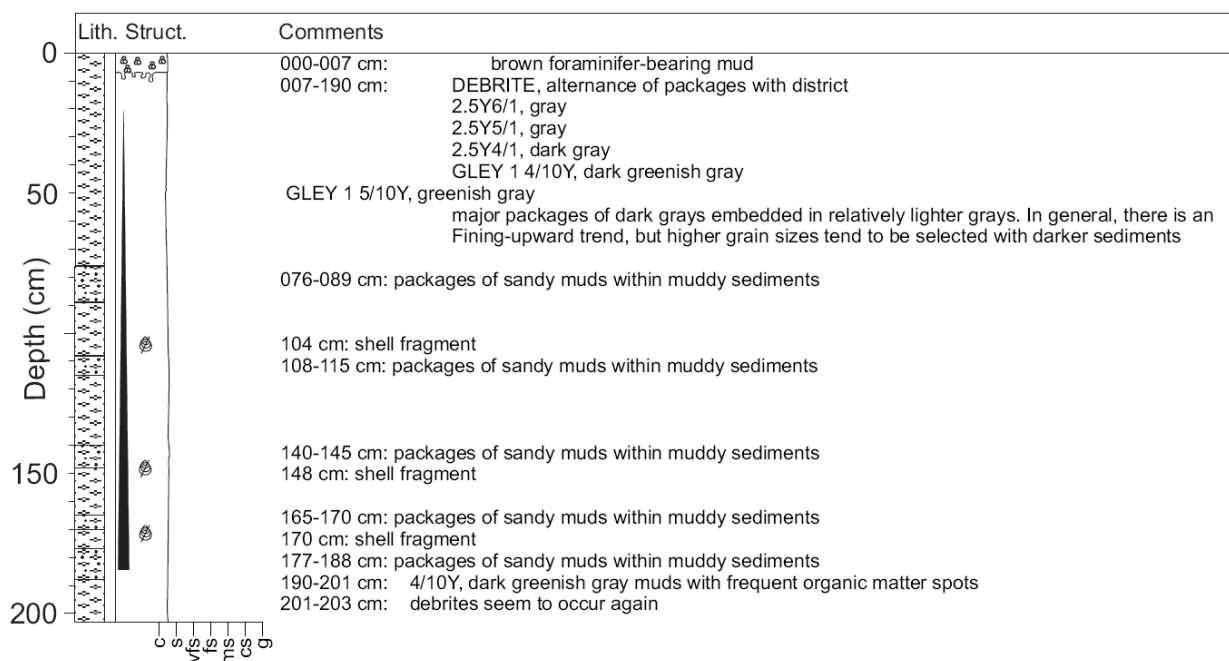 Lith. Struct. Comments
0
000-007 cm: brown foraminifer-bearing mud
007-190 cm: DEBRITE, alternance of packages with district
2.5Y6/1, gray
2.5Y5/1, gray
2.5Y4/1, dark gray
GLEY 1 4/10Y, dark greenish gray
50
GLEY 1 5/10Y, greenish gray
major packages of dark grays embedded in relatively lighter grays. In general, there is an
Fining-upward trend, but higher grain sizes tend to be selected with darker sediments
076-089 cm: packages of sandy muds within muddy sediments
Depth (cm)
104 cm: shell fragment
108-115 cm: packages of sandy muds within muddy sediments
140-145 cm: packages of sandy muds within muddy sediments
150
148 cm: shell fragment
165-170 cm: packages of sandy muds within muddy sediments
170 cm: shell fragment
177-188 cm: packages of sandy muds within muddy sediments
190-201 cm: 4/10Y, dark greenish gray muds with frequent organic matter spots
201-203 cm: debrites seem to occur again
200
c s vfs fs ms cs g